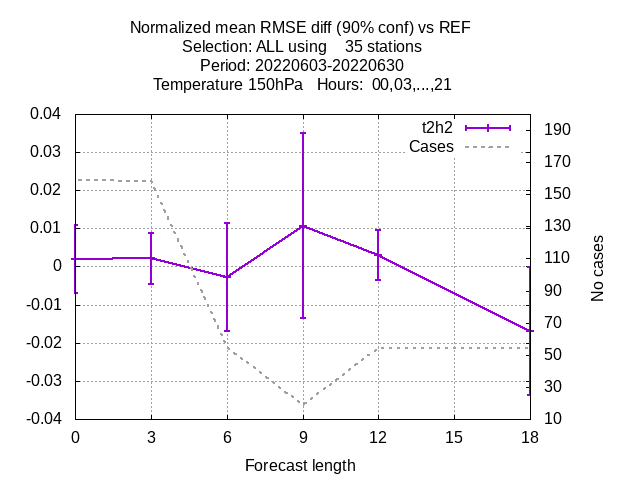 Normalized mean RMSE diff (90% conf) vs REF
Selection: ALL using    35 stations
Period: 20220603-20220630
Temperature 150hPa   Hours:  00,03,...,21
t2h2
Cases
0.04
0.03
0.02
0.01
0
-0.01
-0.02
-0.03
-0.04
190
170
150
130
110
90
70
50
30
10
No cases
0 3 6 9 12 15 18
Forecast length